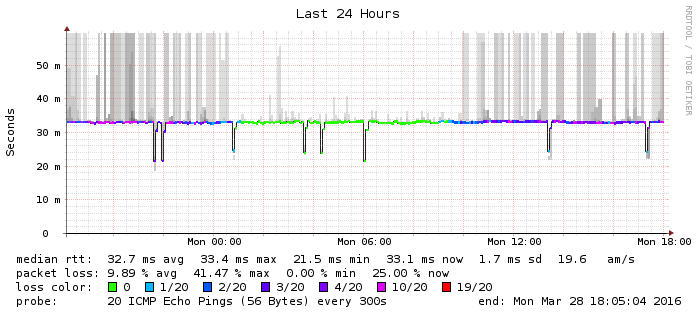 Last 24 Hours
RRDTOOL / TOBI OETIKER
Seconds
50 m
40 m
30 m
20 m
10 m
0
Mon 00:00 Mon 06:00 Mon 12:00 Mon 18:00
median rtt: 32.7 ms avg 33.4 ms max 21.5 ms min 33.1 ms now 1.7 ms sd 19.6 am/s
packet loss: 9.89 % avg 41.47 % max 0.00 % min 25.00 % now
loss color: 0 1/20 2/20 3/20 4/20 10/20 19/20
probe: 20 ICMP Echo Pings (56 Bytes) every 300s end: Mon Mar 28 18:05:04 2016